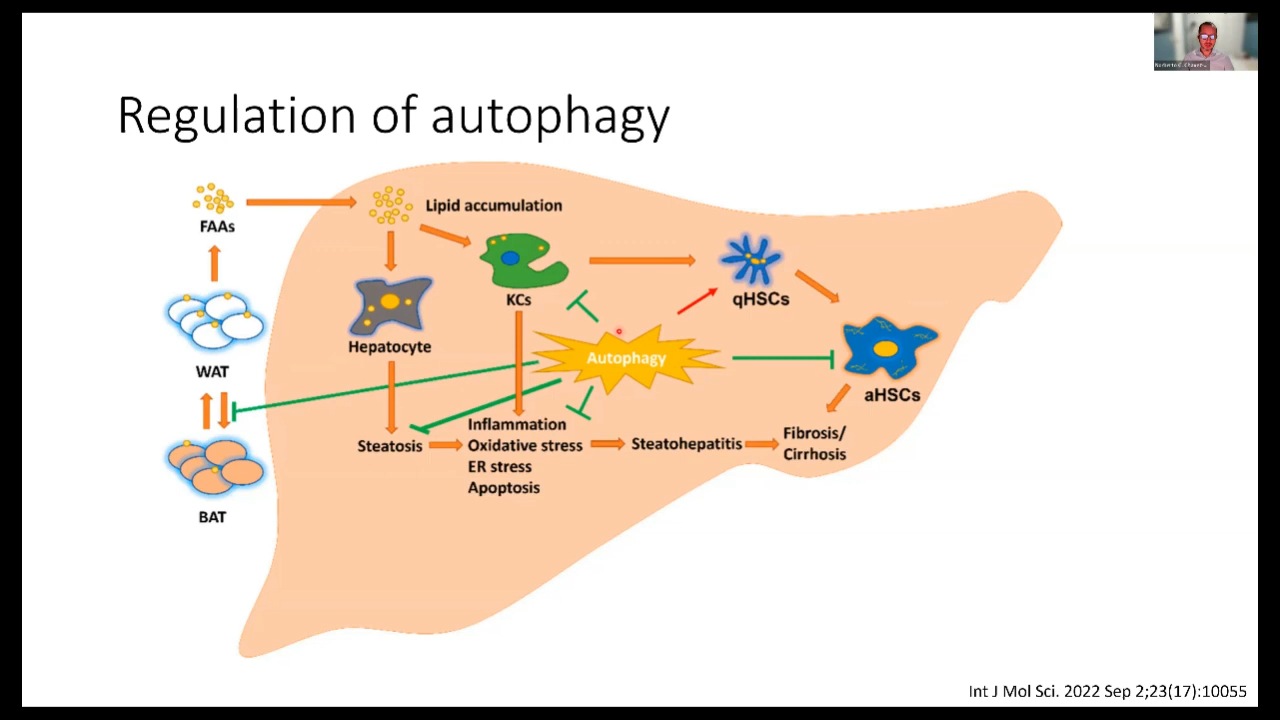 Regulation of autophagy
FAAs
Lipid accumulation
KCs
qHSCs
Hepatocyte
Autophagy
WAT
aHSCs
Steatosis
Inflammation
Oxidative stress
ER stress
Apoptosis
Steatohepatitis
Fibrosis/
Cirrhosis
BAT
Int J Mol Sci. 2022 Sep 2;23(17):10055